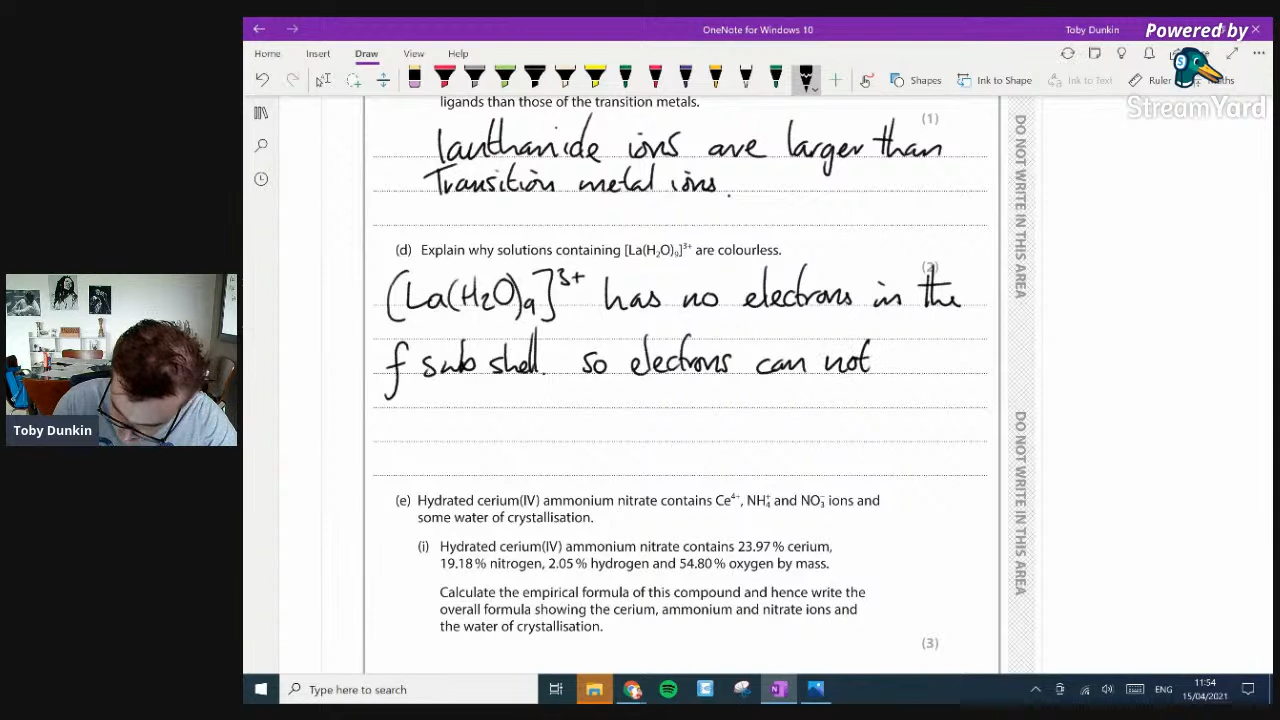 OneNote for Windows 10
Toby Dunkin
Powered by
StreamYard
Home Insert Draw View Help
Shapes
Ink to Shape
Ink to Text
Ruler
ligands than those of the transition metals.
(1)
lanthanide ions are larger than
Transition metal ions.
(d) Explain why solutions containing [La(H₂O)₉]³⁺ are colourless.
(2)
[La(H₂O)₉]³⁺ has no electrons in the
f sub shell. so electrons can not
(e) Hydrated cerium(IV) ammonium nitrate contains Ce⁴⁺, NH₄⁺ and NO₃⁻ ions and
some water of crystallisation.
(i) Hydrated cerium(IV) ammonium nitrate contains 23.97% cerium,
19.18% nitrogen, 2.05% hydrogen and 54.80% oxygen by mass.
Calculate the empirical formula of this compound and hence write the
overall formula showing the cerium, ammonium and nitrate ions and
the water of crystallisation.
(3)
DO NOT WRITE IN THIS AREA
DO NOT WRITE IN THIS AREA
Toby Dunkin
Type here to search
ENG
11:54
15/04/2021